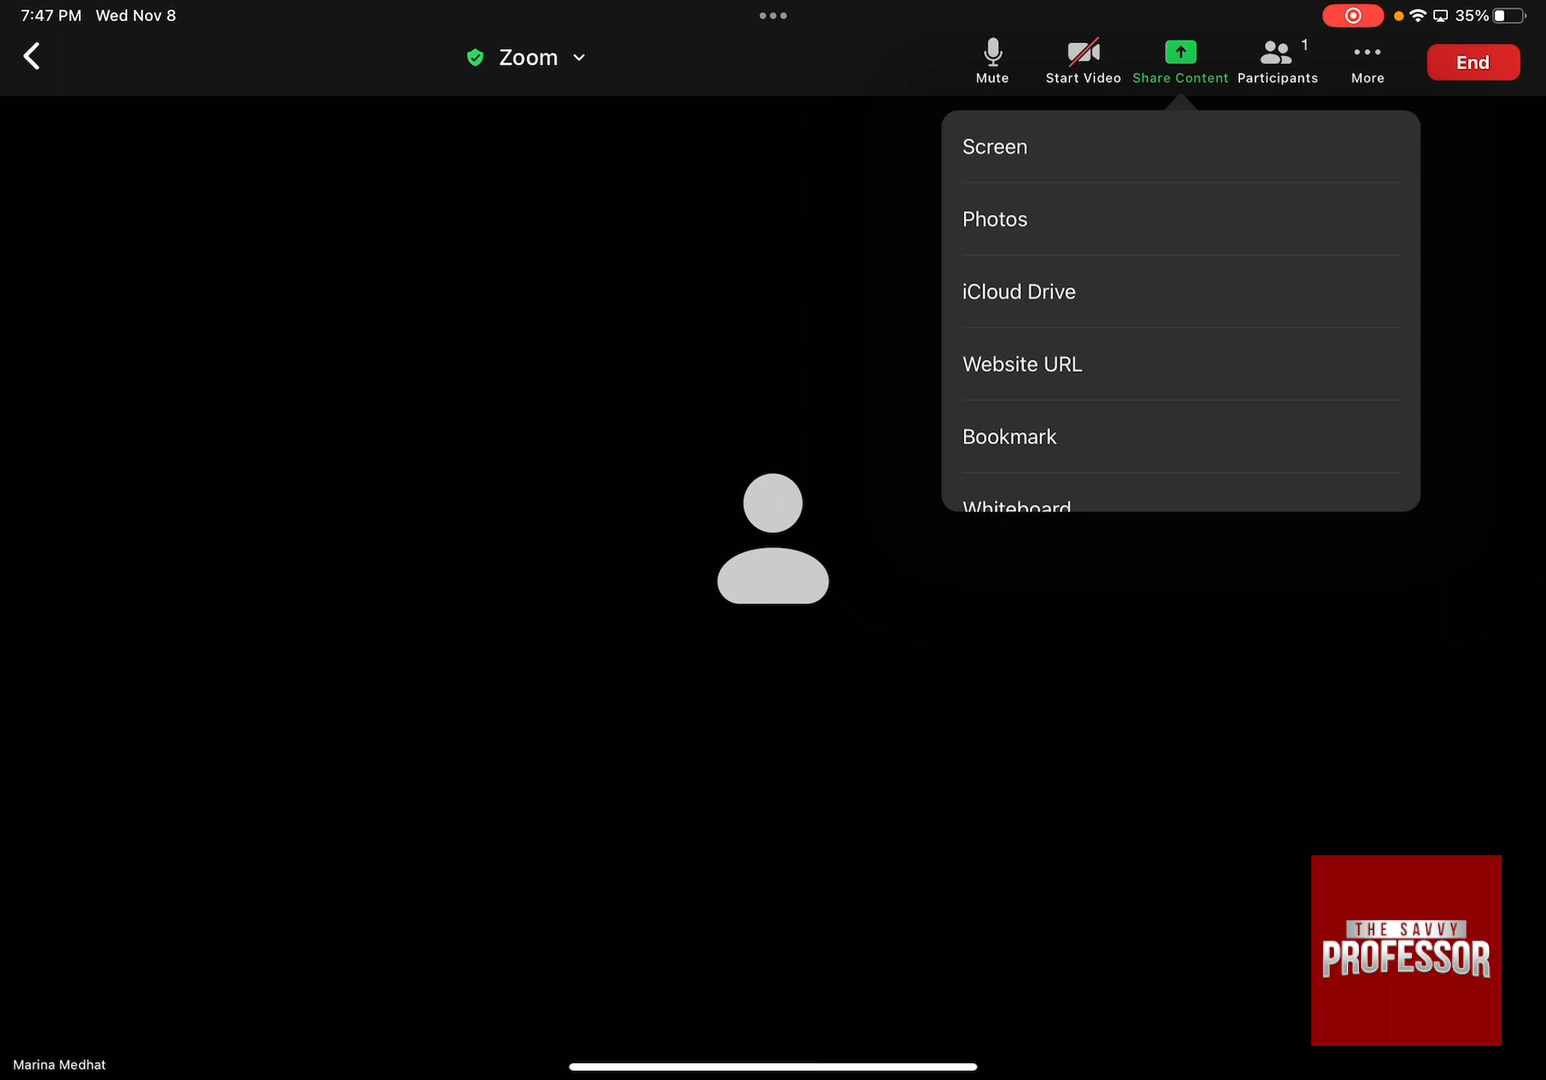 7:47 PM Wed Nov 8
35%
Zoom
Mute
Start Video
Share Content
Participants
1
More
End
Screen
Photos
iCloud Drive
Website URL
Bookmark
Whiteboard
THE SAVVY
PROFESSOR
Marina Medhat